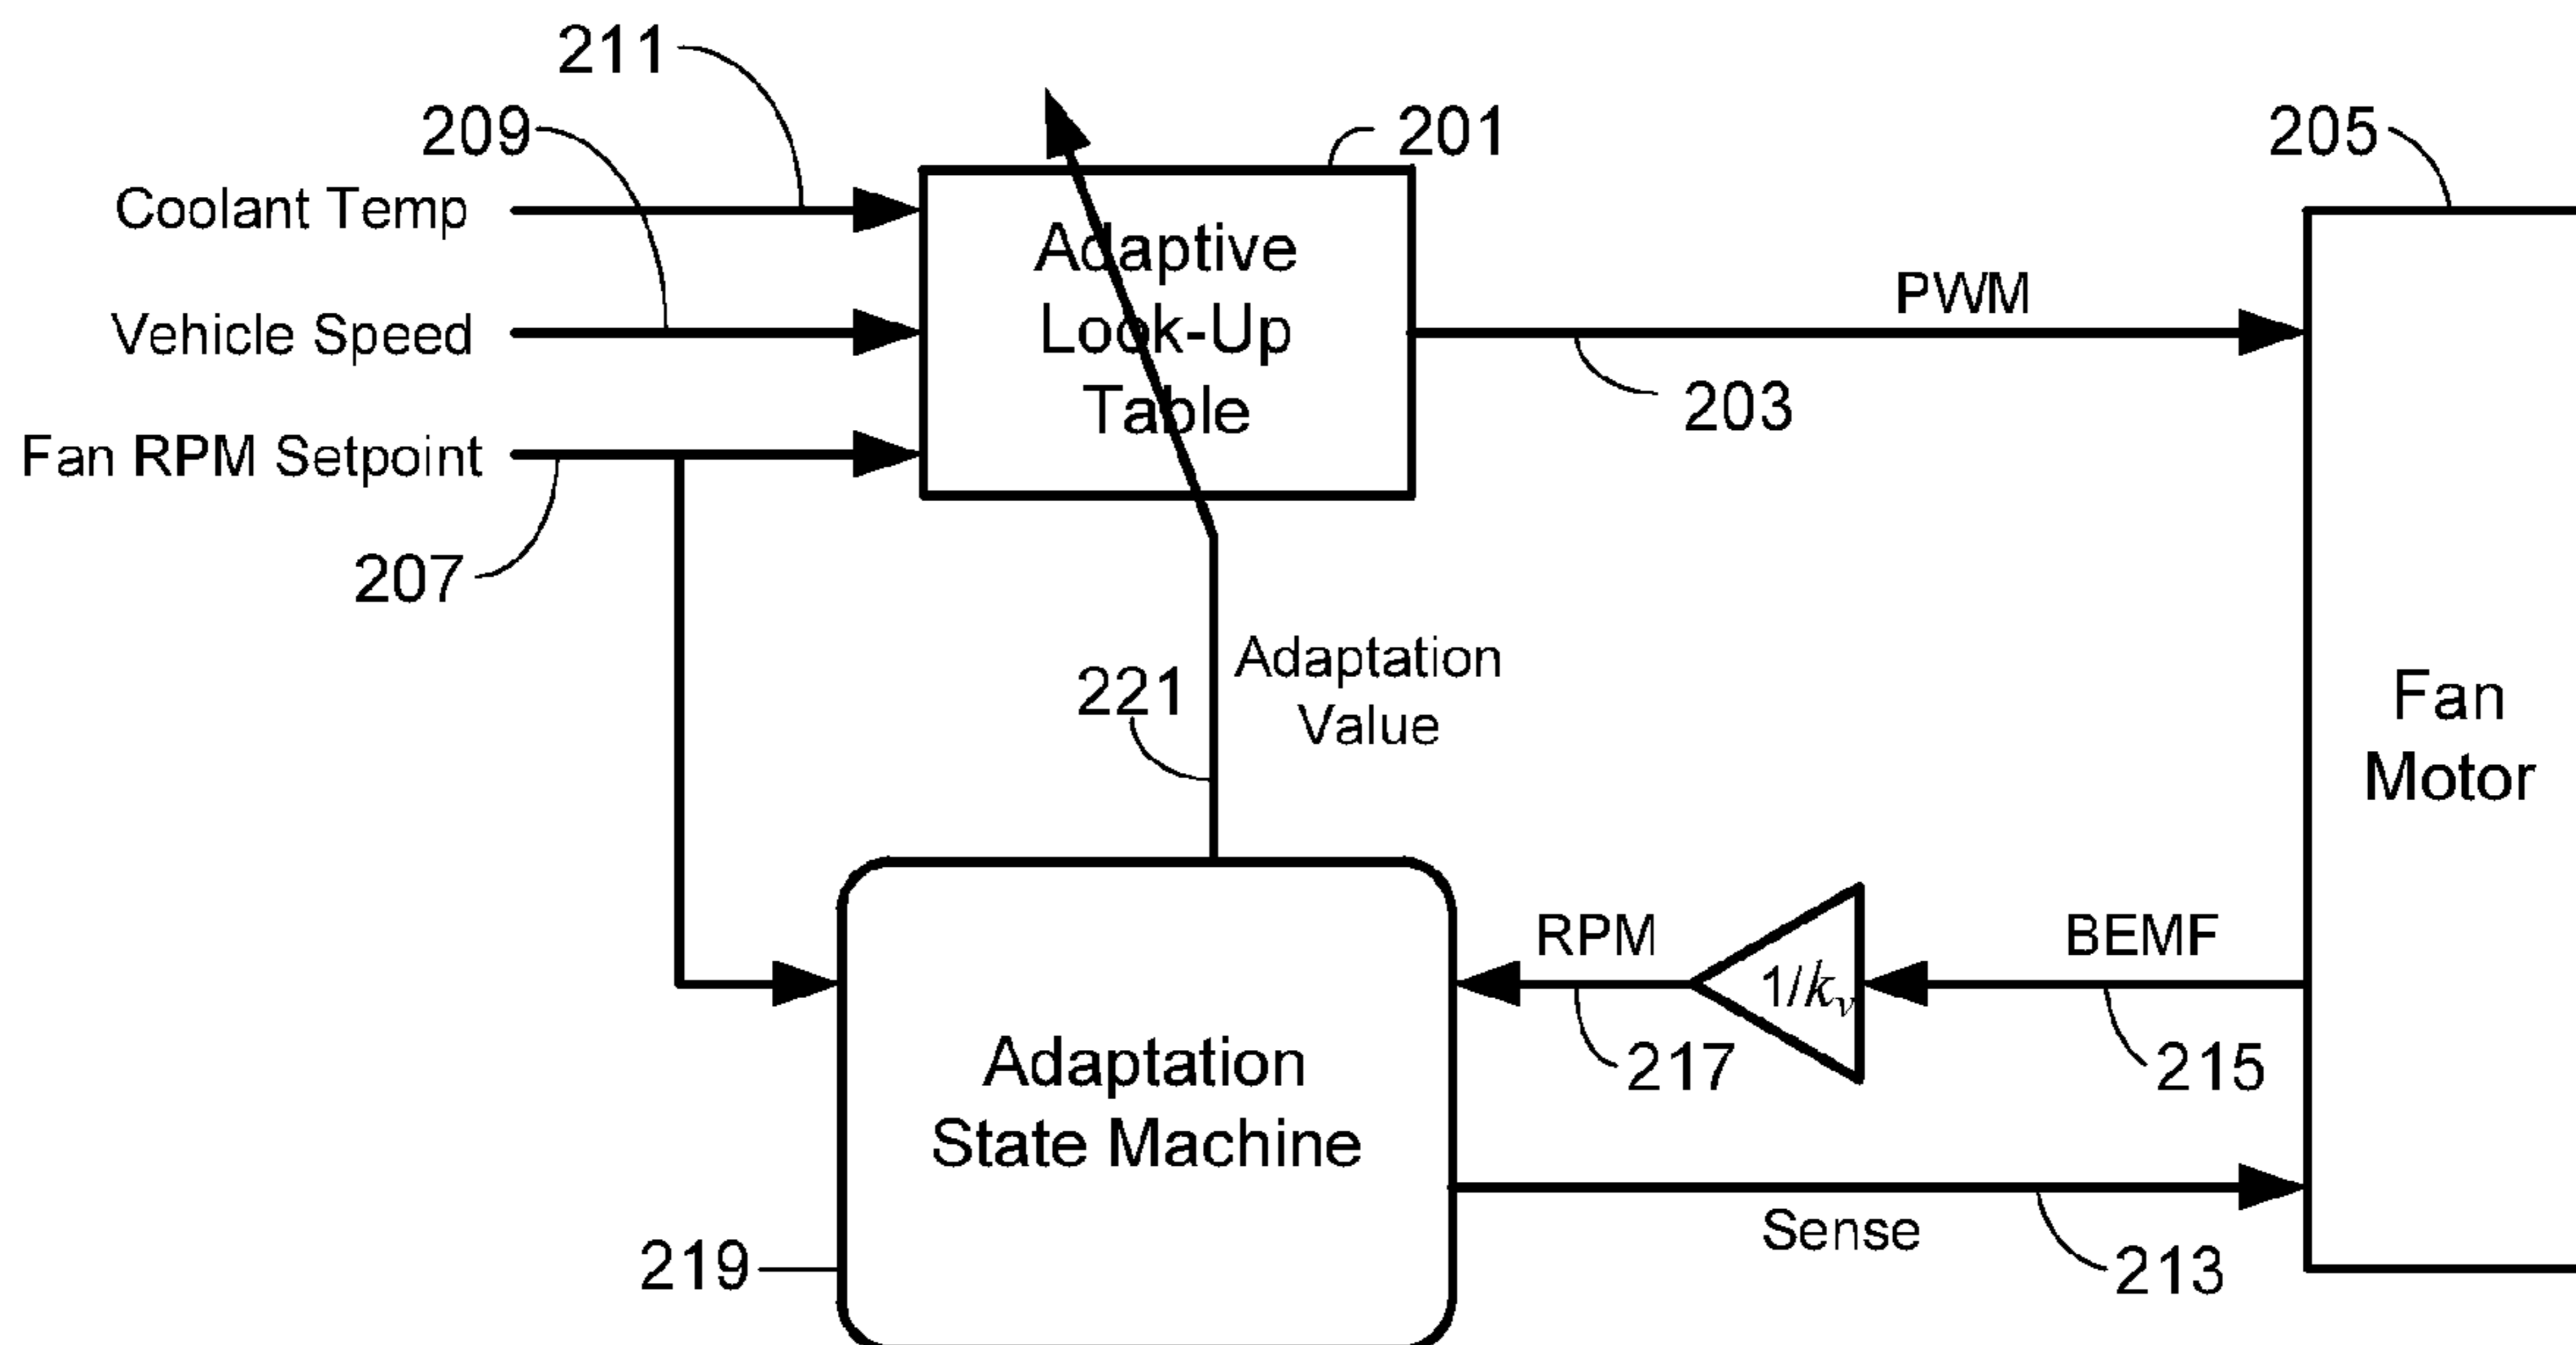 211
209
201
205
Coolant Temp
Adaptive
Look-Up
Table
PWM
Vehicle Speed
203
Fan RPM Setpoint
207
221
Adaptation
Value
Fan
Motor
RPM
1/kv
BEMF
217
215
Adaptation
State Machine
Sense
219
213